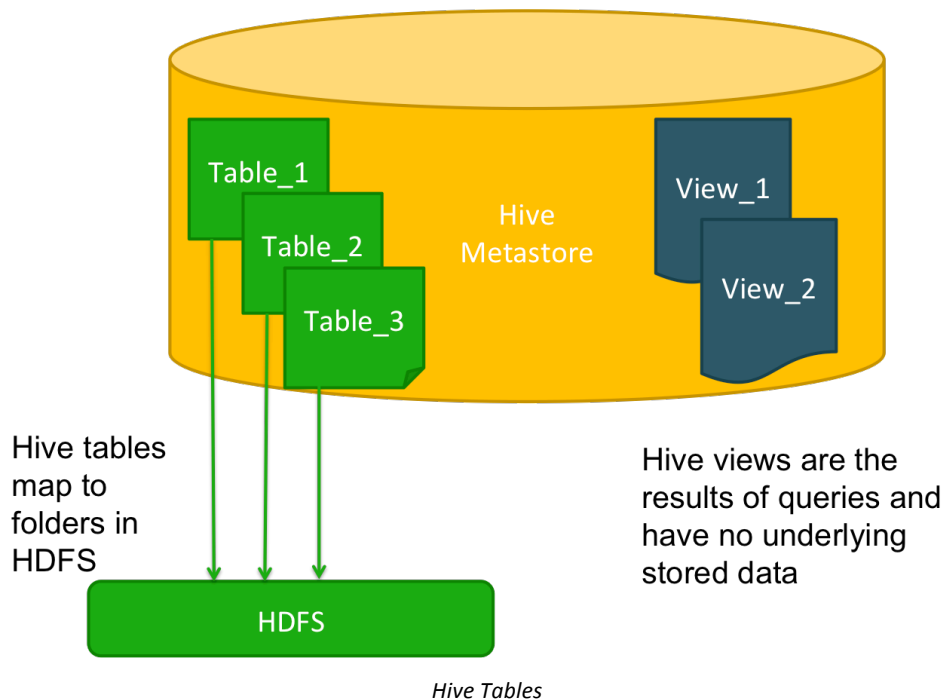 Table_1
Table_2
Table_3
Hive
Metastore
View_1
View_2
Hive tables
map to
folders in
HDFS
Hive views are the
results of queries and
have no underlying
stored data
HDFS
Hive Tables